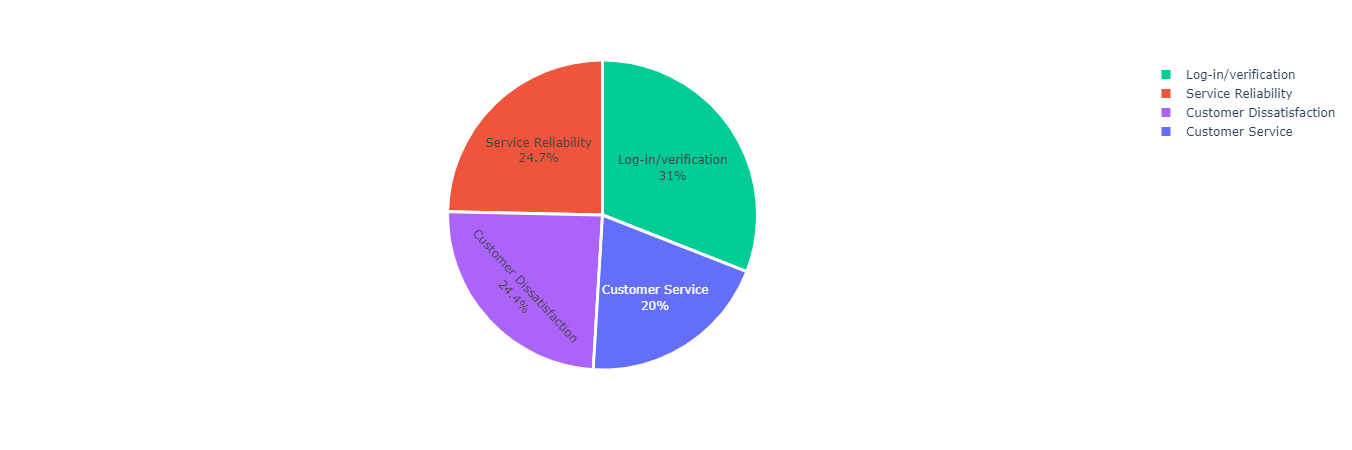 Service Reliability
24.7%
Log-in/verification
31%
Customer Dissatisfaction
24.4%
Customer Service
20%
Log-in/verification
Service Reliability
Customer Dissatisfaction
Customer Service